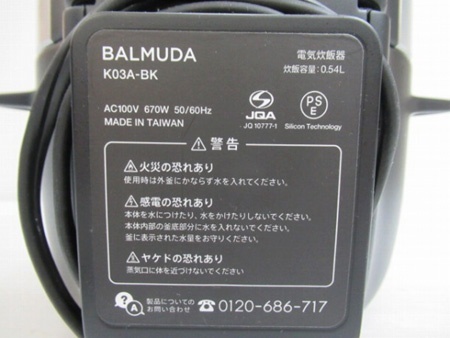 BALMUDA
電気炊飯器
K03A-BK
炊飯容量: 0.54L
AC100V 670W 50/60Hz
MADE IN TAIWAN
JQA
JQ 10777-1
PS
E
Silicon Technology
警告
火災の恐れあり
使用時は外釜にかならず水を入れてください。
感電の恐れあり
本体を水につけたり、水をかけたりしないでください。
本体内部の釜底部分に水を入れないでください。
釜に表示された水量をお守りください。
ヤケドの恐れあり
蒸気口に体を近づけないでください
? A
製品についての
お問い合わせ
0120-686-717